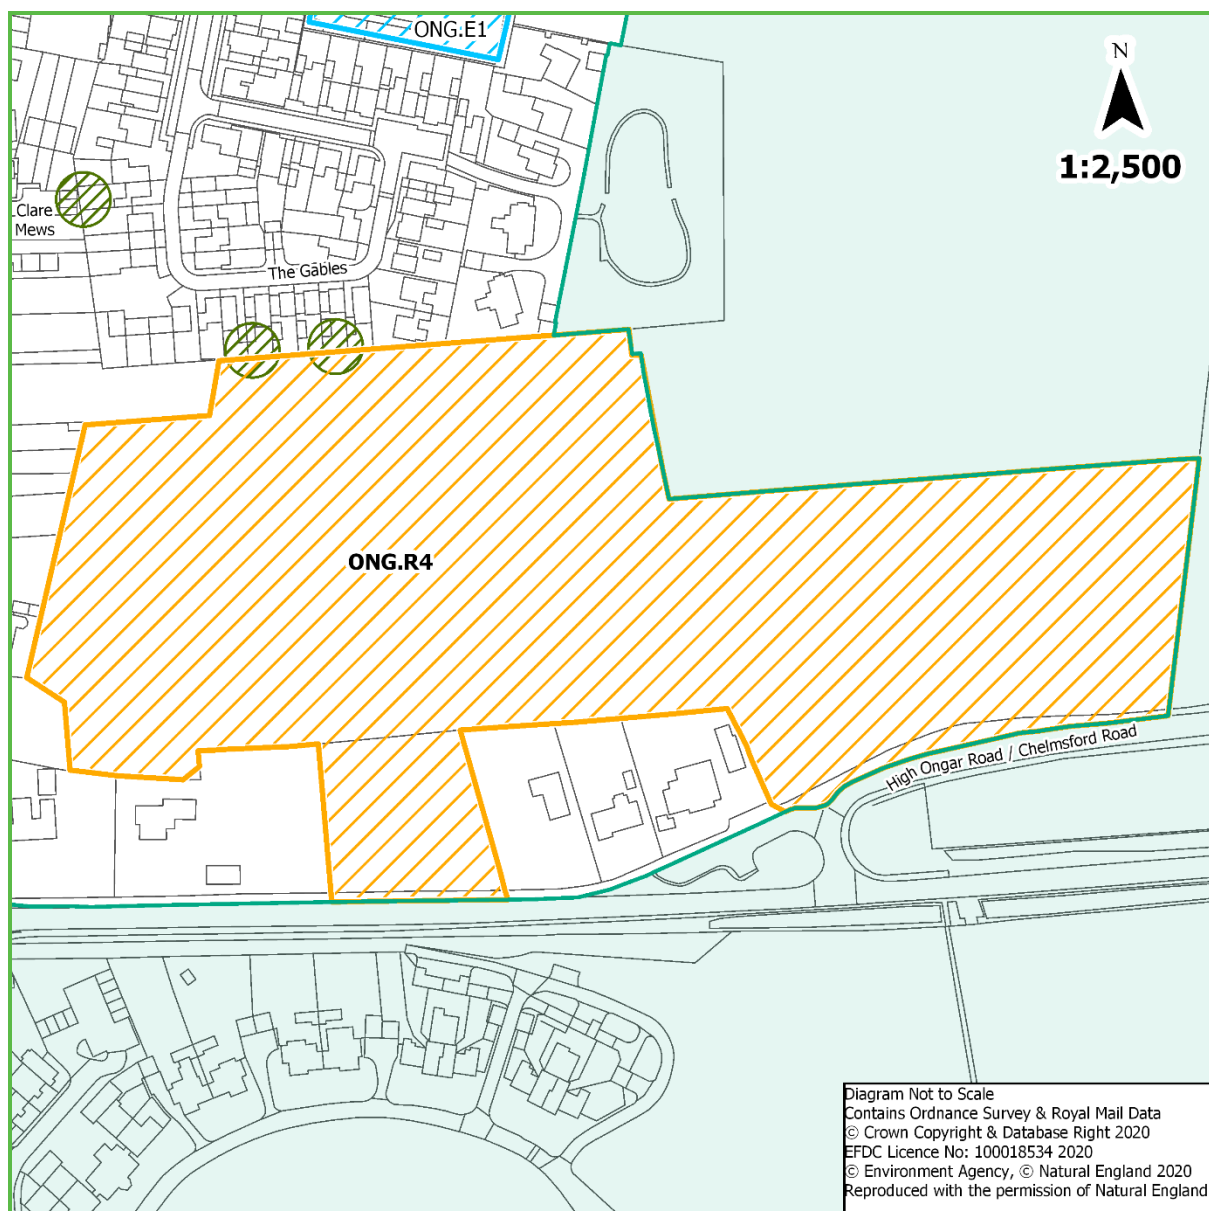 ONG.E1
N
1:2,500
Clare
Mews
The Gables
ONG.R4
High Ongar Road / Chelmsford Road
Diagram Not to Scale
Contains Ordnance Survey & Royal Mail Data
© Crown Copyright & Database Right 2020
EFDC Licence No: 100018534 2020
© Environment Agency, © Natural England 2020
Reproduced with the permission of Natural England